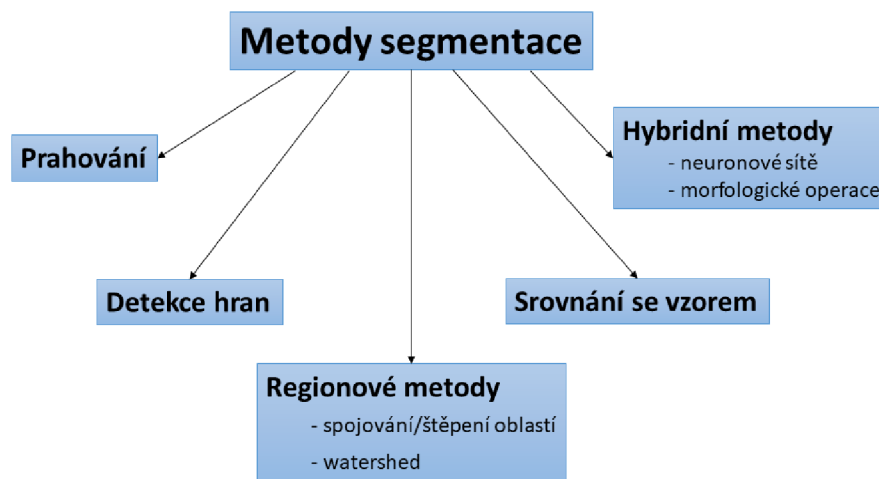 Metody segmentace
Prahování
Hybridní metody
- neuronové sítě
- morfologické operace
Detekce hran
Srovnání se vzorem
Regionové metody
- spojování/štěpení oblastí
- watershed